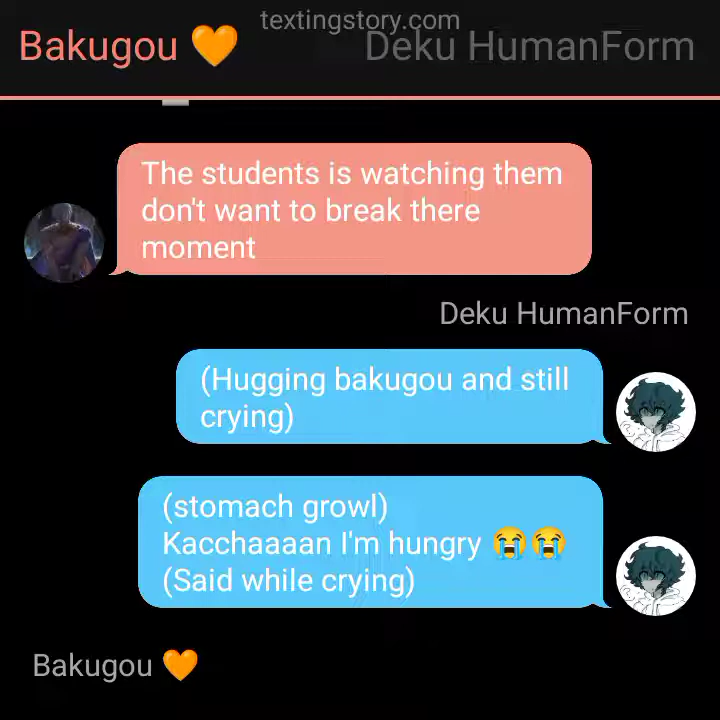 textingstory.com
Bakugou 🧡 Deku HumanForm
The students is watching them
don't want to break there
moment
Deku HumanForm
(Hugging bakugou and still
crying)
(stomach growl)
Kacchaaaan I'm hungry 😭😭
(Said while crying)
Bakugou 🧡